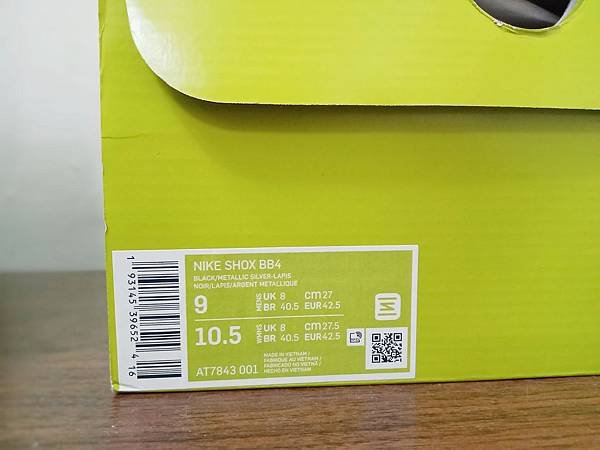 NIKE SHOX BB4
BLACK/METALLIC SILVER-LAPIS
NOIR/LAPIS/ARGENT METALLIQUE
9 MENS UK 8 cm 27
BR 40.5 EUR 42.5
10.5 WMNS UK 8 cm 27.5
BR 40.5 EUR 42.5
MADE IN VIETNAM /
FABRIQUE AU VIETNAM /
FABRICADO NO VIETNÃ /
HECHO EN VIETNAM
AT7843 001
1 93145 39652 4 16